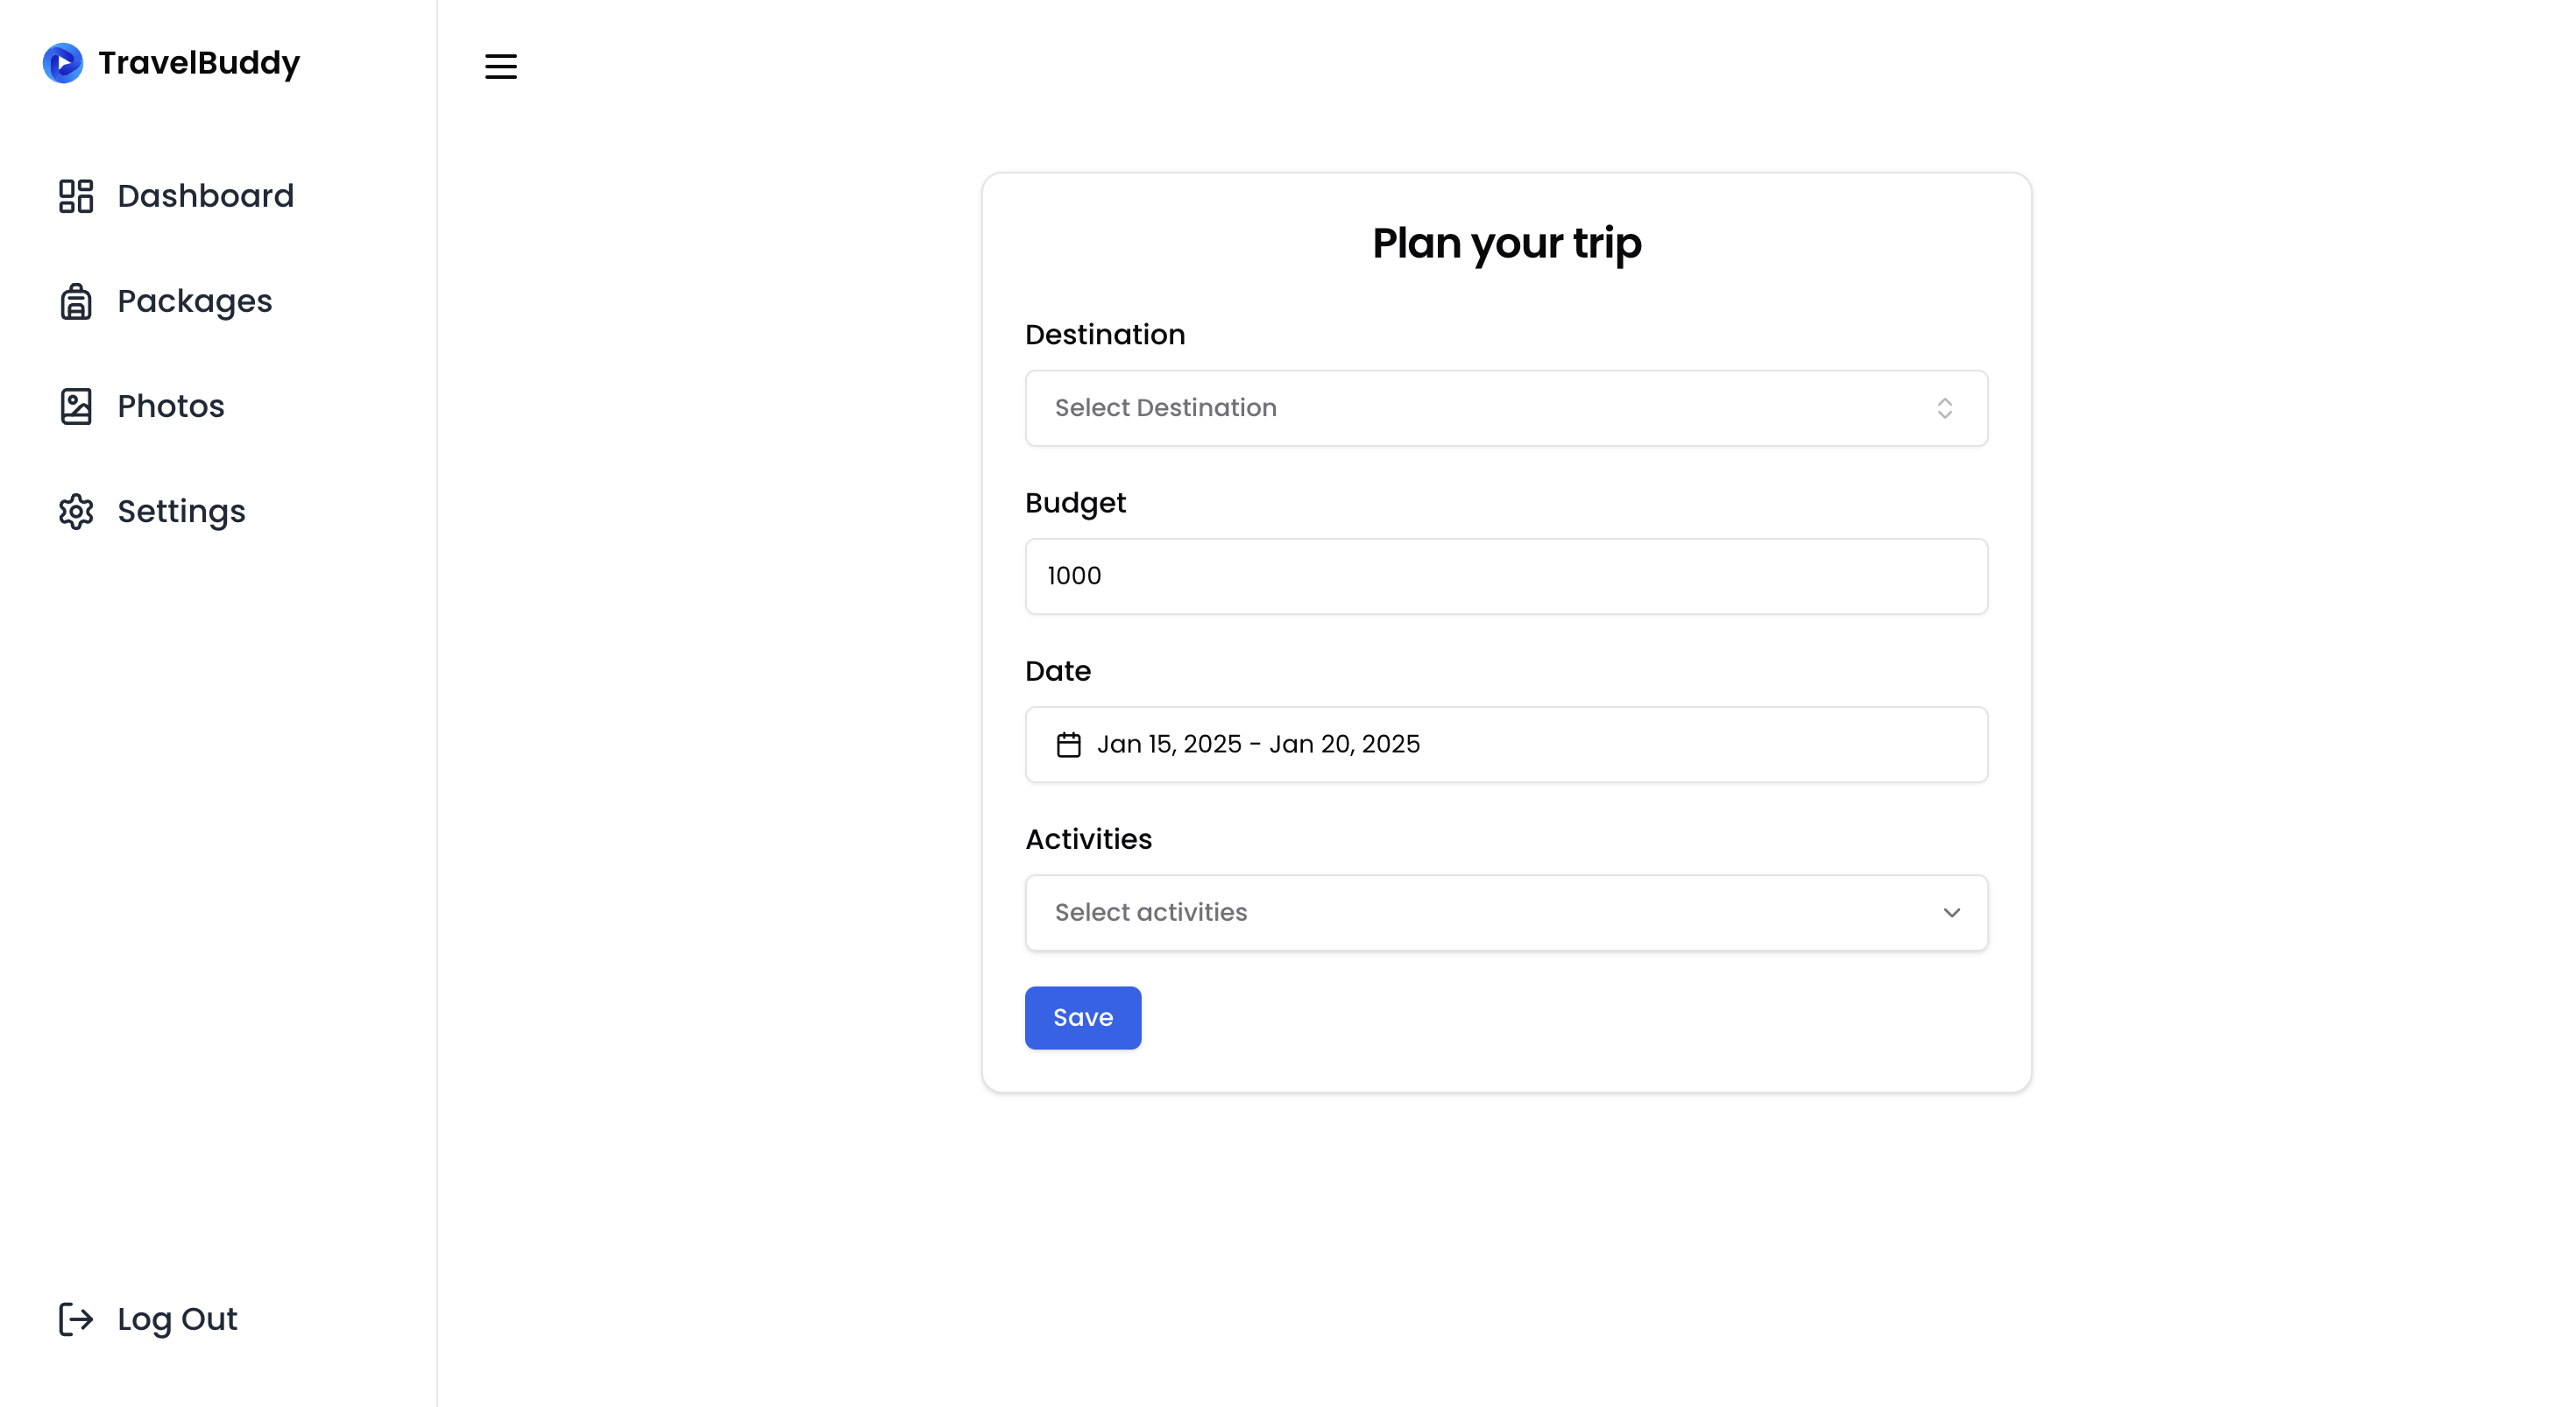 TravelBuddy
Dashboard
Packages
Photos
Settings
Log Out
Plan your trip
Destination
Select Destination
Budget
1000
Date
Jan 15, 2025 - Jan 20, 2025
Activities
Select activities
Save